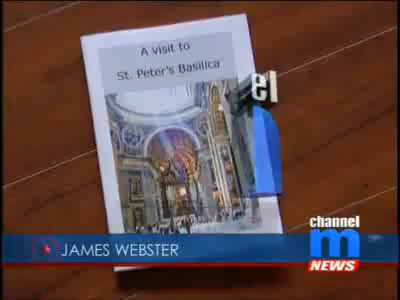 A visit to
St. Peter's Basilica
el
JAMES WEBSTER
channel
m
NEWS